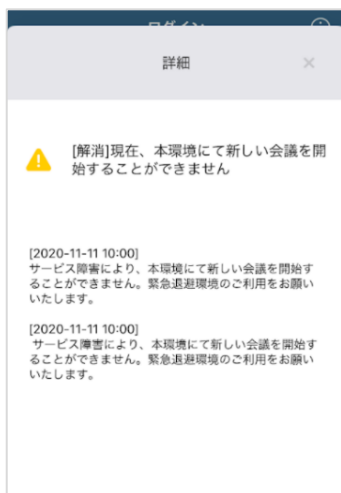 ログイン
詳細
[解消]現在、本環境にて新しい会議を開
始することができません
[2020-11-11 10:00]
サービス障害により、本環境にて新しい会議を開始す
ることができません。緊急退避環境のご利用をお願い
いたします。
[2020-11-11 10:00]
サービス障害により、本環境にて新しい会議を開始す
ることができません。緊急退避環境のご利用をお願い
いたします。